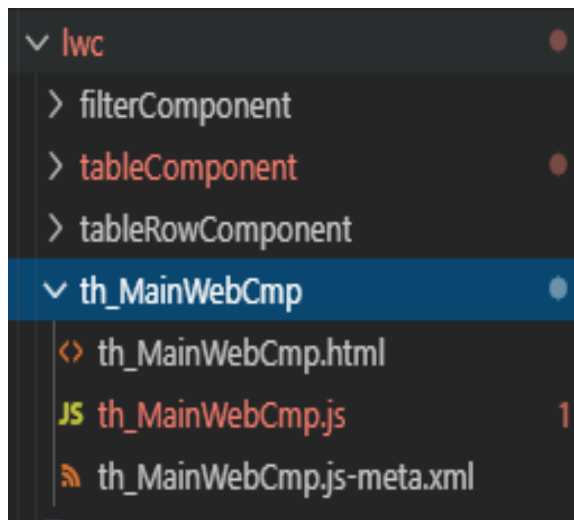 lwc
filterComponent
tableComponent
tableRowComponent
th_MainWebCmp
th_MainWebCmp.html
JS th_MainWebCmp.js 1
th_MainWebCmp.js-meta.xml